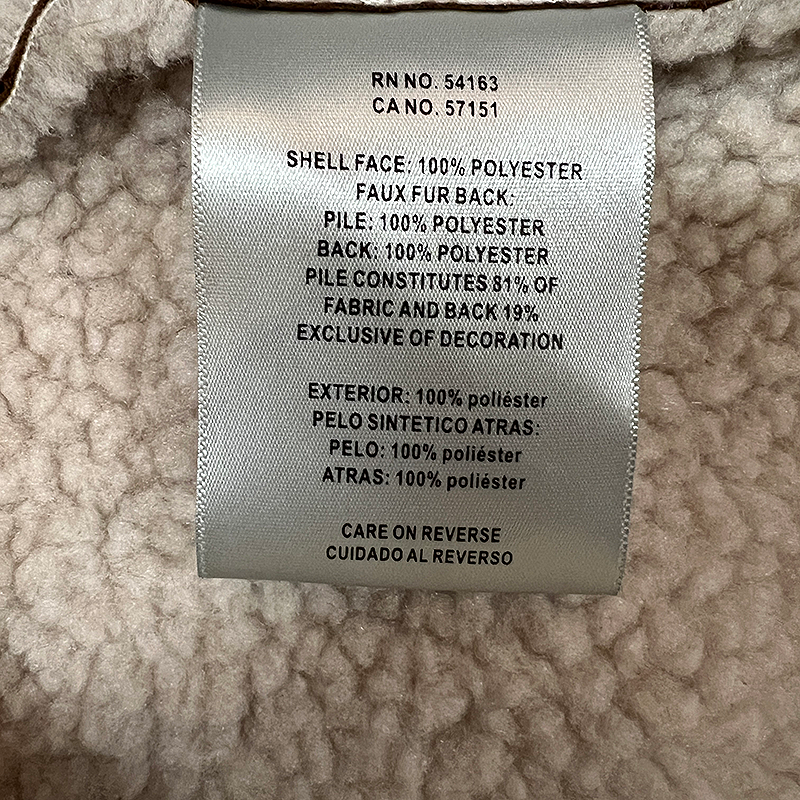 RN NO. 54163
CA NO. 57151
SHELL FACE: 100% POLYESTER
FAUX FUR BACK:
PILE: 100% POLYESTER
BACK: 100% POLYESTER
PILE CONSTITUTES 81% OF
FABRIC AND BACK 19%
EXCLUSIVE OF DECORATION
EXTERIOR: 100% poliéster
PELO SINTETICO ATRAS:
PELO: 100% poliéster
ATRAS: 100% poliéster
CARE ON REVERSE
CUIDADO AL REVERSO